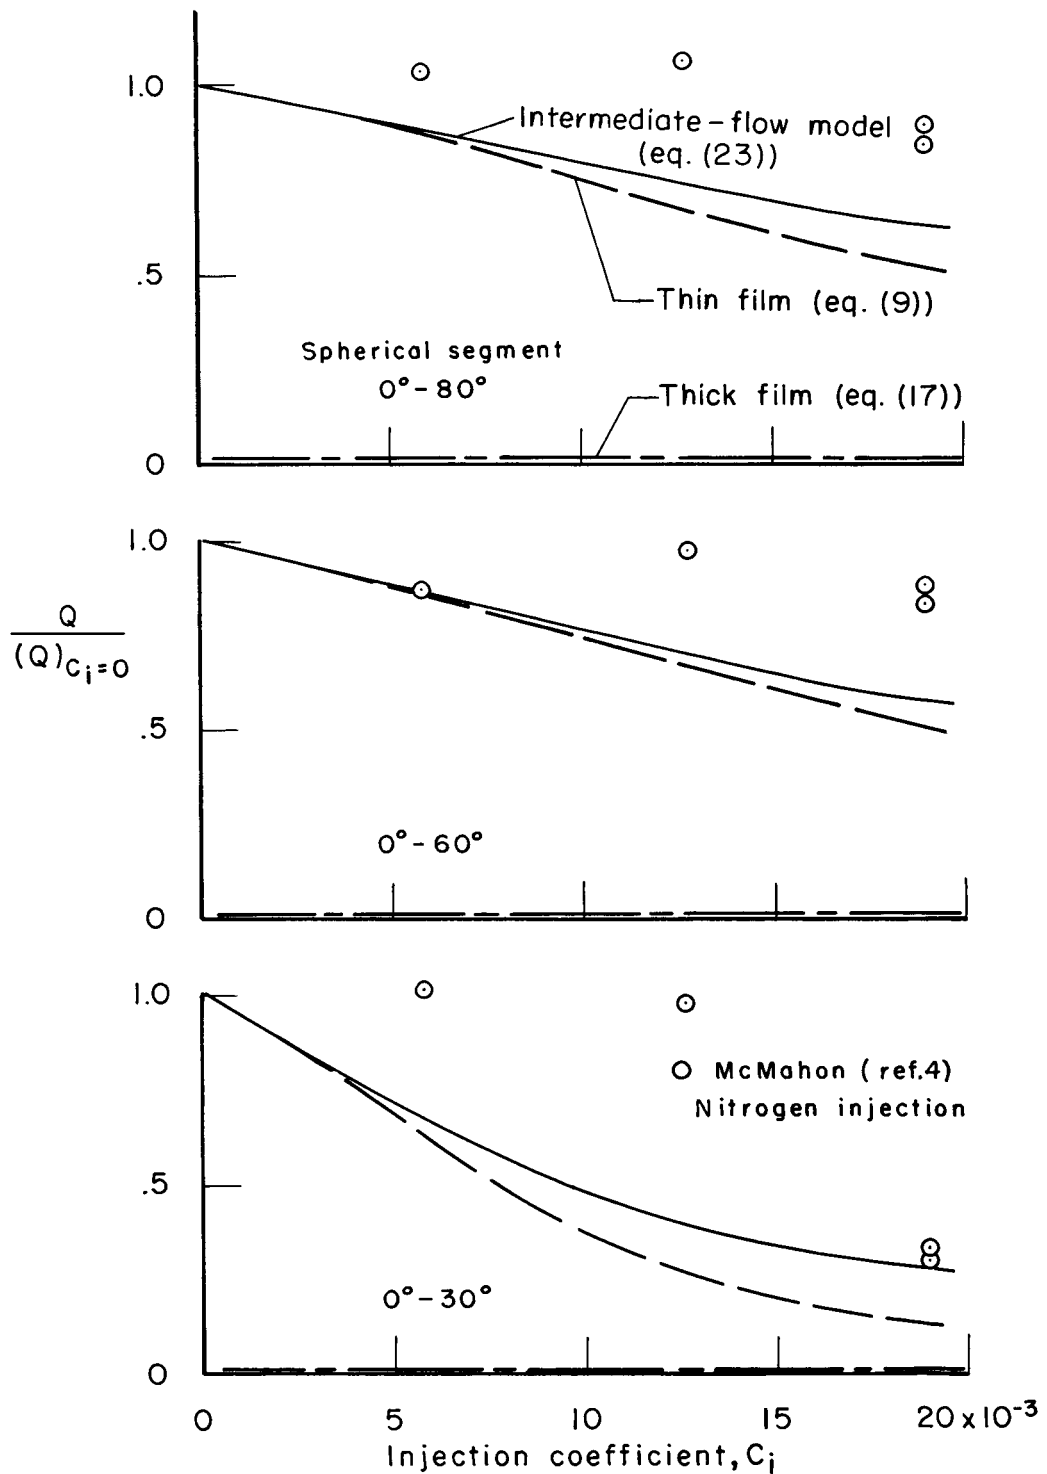 1.0
Intermediate-flow model
(eq. (23))
.5
Thin film (eq. (9))
Spherical segment
0°-80°
Thick film (eq. (17))
0
1.0
Q
(Q)Ci=0
.5
0°-60°
0
1.0
McMahon (ref.4)
Nitrogen injection
.5
0°-30°
0
0 5 10 15 20x10-3
Injection coefficient, Ci